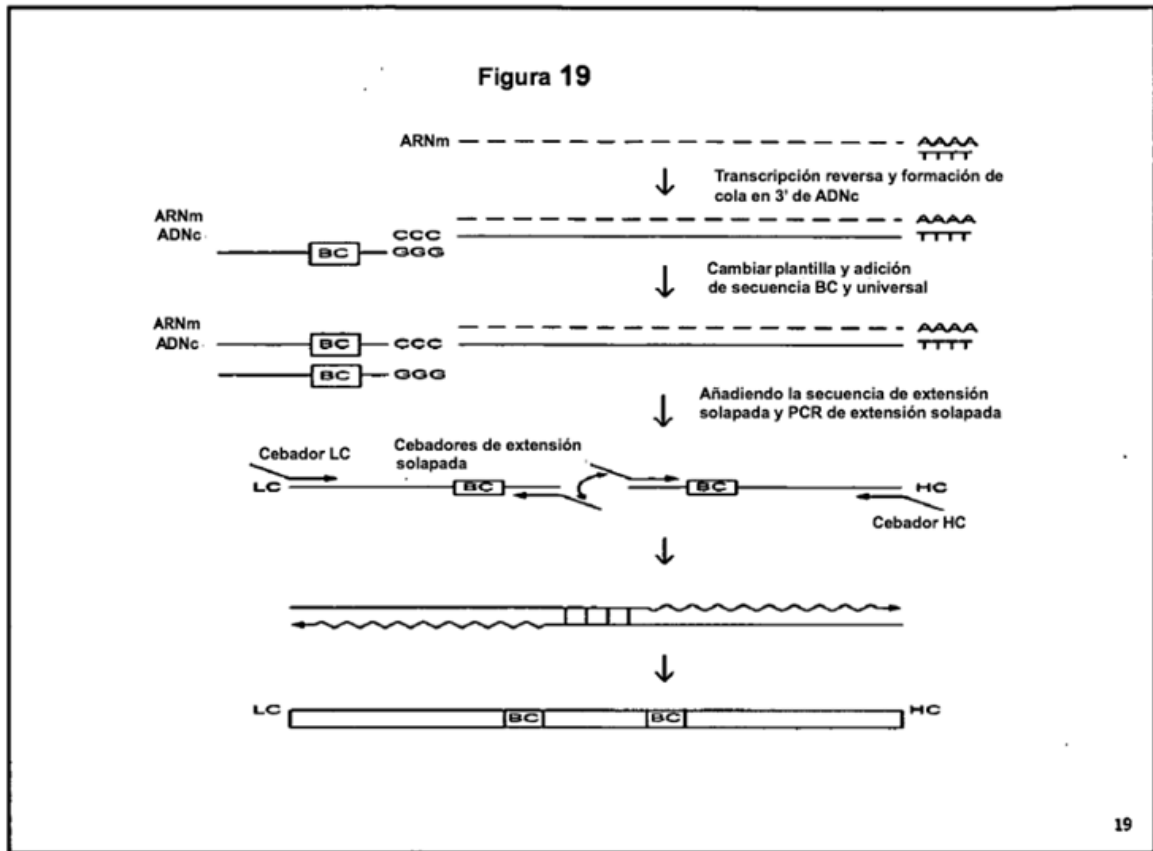 Figura 19
ARNm
AAAA
TTTT
Transcripción reversa y formación de
cola en 3' de ADNc
ARNm
AAAA
ADNc
CCC
TTTT
BC
GGG
Cambiar plantilla y adición
de secuencia BC y universal
ARNm
AAAA
ADNc
BC
CCC
TTTT
BC
GGG
Añadiendo la secuencia de extensión
solapada y PCR de extensión solapada
Cebador LC
Cebadores de extensión
solapada
LC
BC
BC
HC
Cebador HC
LC
HC
BC
BC
19